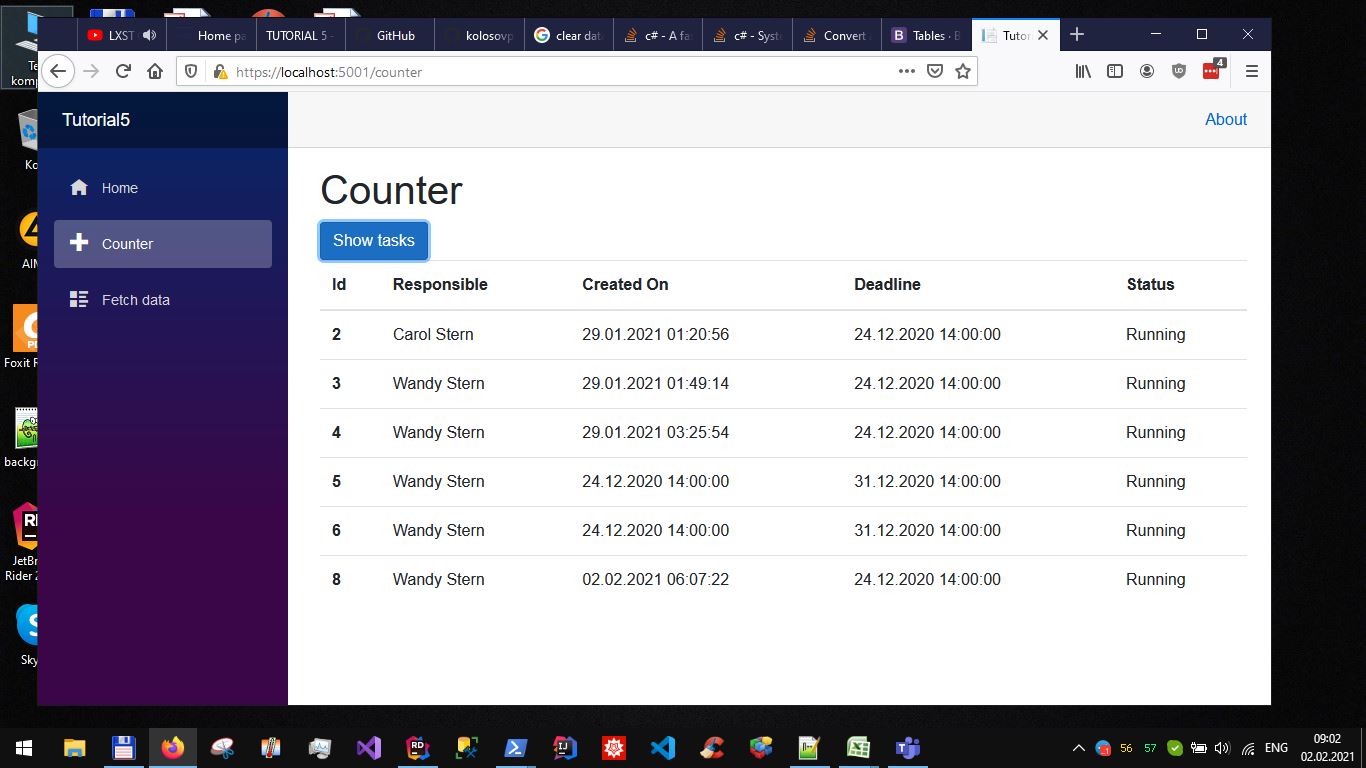 LXST
Home pa
TUTORIAL 5 -
GitHub
kolosovp
clear dat
c# - A fa
c# - Syst
Convert
Tables · B
Tutor
https://localhost:5001/counter
4
Tutorial5
About
Home
Counter
Fetch data
Counter
Show tasks
Id Responsible Created On Deadline Status
2 Carol Stern 29.01.2021 01:20:56 24.12.2020 14:00:00 Running
3 Wandy Stern 29.01.2021 01:49:14 24.12.2020 14:00:00 Running
4 Wandy Stern 29.01.2021 03:25:54 24.12.2020 14:00:00 Running
5 Wandy Stern 24.12.2020 14:00:00 31.12.2020 14:00:00 Running
6 Wandy Stern 24.12.2020 14:00:00 31.12.2020 14:00:00 Running
8 Wandy Stern 02.02.2021 06:07:22 24.12.2020 14:00:00 Running
Te
komp
Ko
AIM
Foxit R
backgr
JetBr
Rider 2
Sky
RD
IJ
56
57
ENG
09:02
02.02.2021